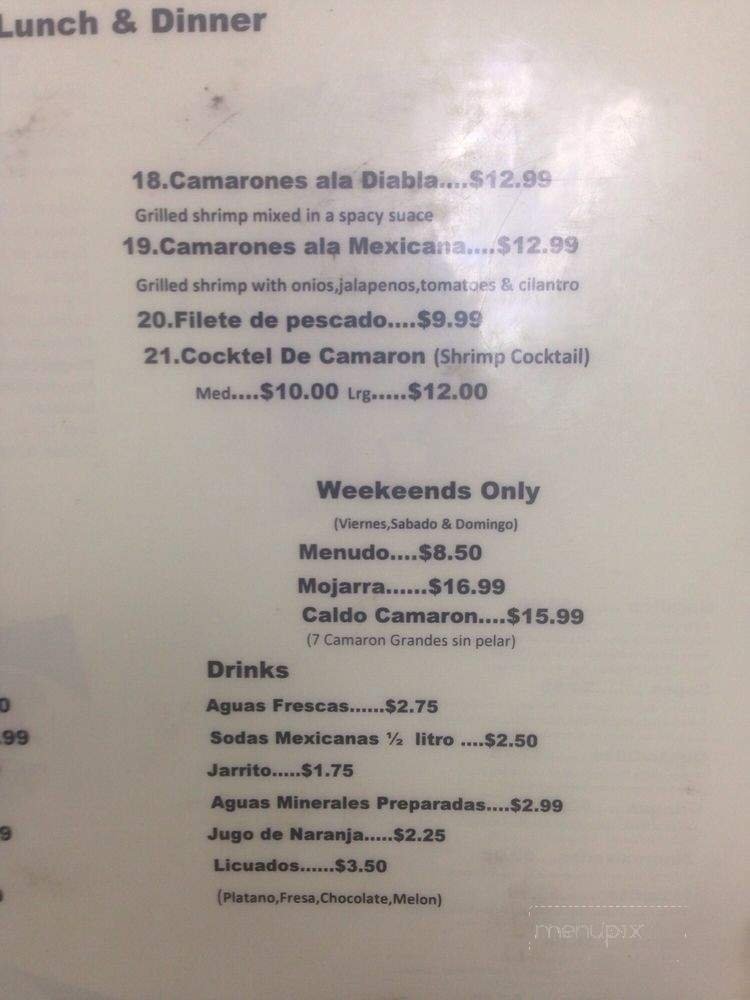 Lunch & Dinner
18.Camarones ala Diabla....$12.99
Grilled shrimp mixed in a spacy suace
19.Camarones ala Mexicana....$12.99
Grilled shrimp with onios,jalapenos,tomatoes & cilantro
20.Filete de pescado....$9.99
21.Cocktel De Camaron (Shrimp Cocktail)
Med....$10.00 Lrg.....$12.00
Weekeends Only
(Viernes,Sabado & Domingo)
Menudo....$8.50
Mojarra......$16.99
Caldo Camaron....$15.99
(7 Camaron Grandes sin pelar)
Drinks
Aguas Frescas......$2.75
Sodas Mexicanas ½ litro ....$2.50
Jarrito.....$1.75
Aguas Minerales Preparadas....$2.99
Jugo de Naranja.....$2.25
Licuados......$3.50
(Platano,Fresa,Chocolate,Melon)
0
.99
9
menupix